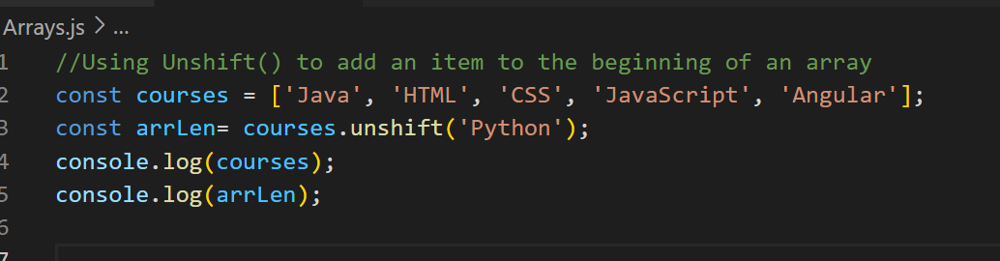 Arrays.js > ...
1 //Using Unshift() to add an item to the beginning of an array
2 const courses = ['Java', 'HTML', 'CSS', 'JavaScript', 'Angular'];
3 const arrLen= courses.unshift('Python');
4 console.log(courses);
5 console.log(arrLen);
6
7